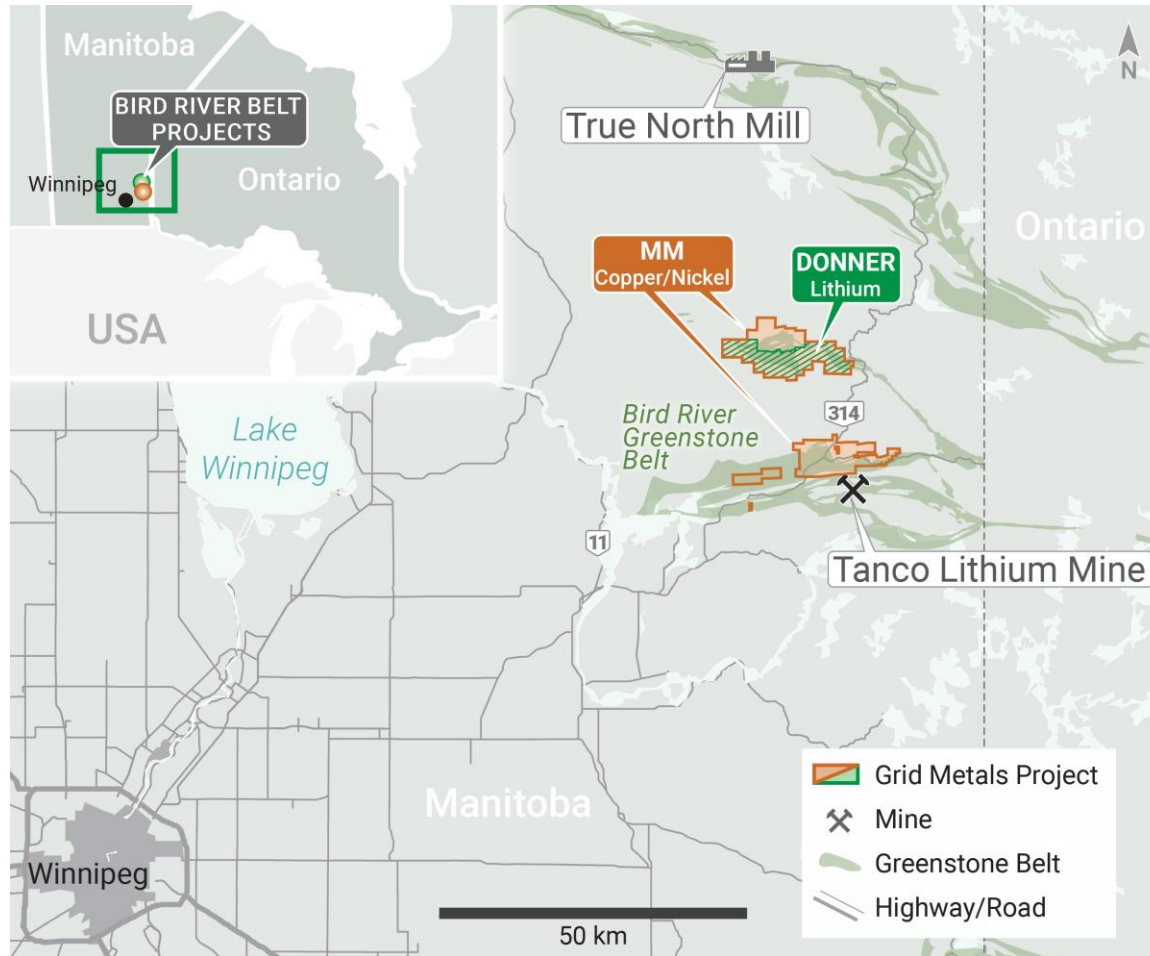 Manitoba
BIRD RIVER BELT
PROJECTS
Winnipeg
Ontario
USA
True North Mill
N
Ontario
MM
Copper/Nickel
DONNER
Lithium
314
Bird River
Greenstone
Belt
Lake
Winnipeg
11
Tanco Lithium Mine
Manitoba
Winnipeg
Grid Metals Project
Mine
Greenstone Belt
Highway/Road
50 km